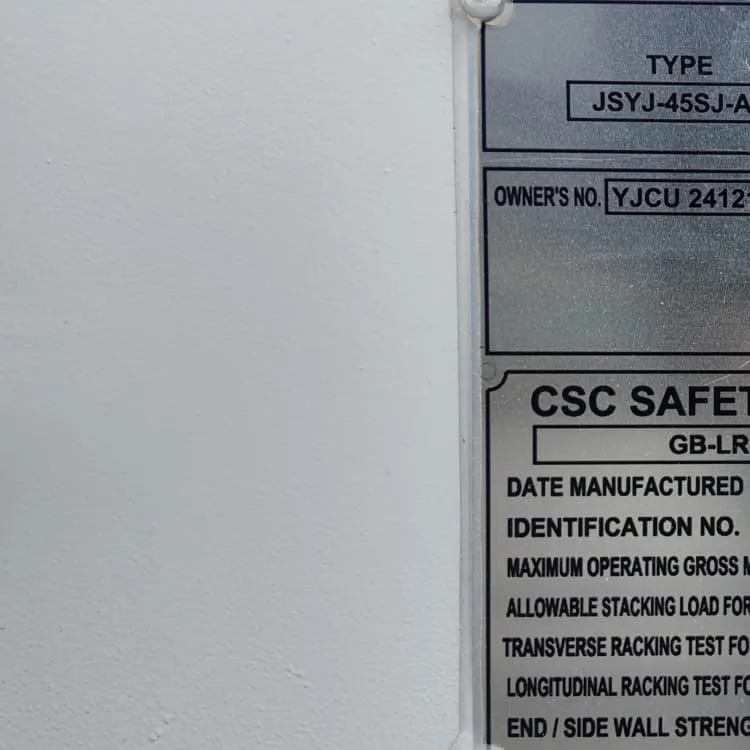 TYPE
JSYJ-45SJ-A
OWNER'S NO. YJCU 2412
CSC SAFET
GB-LR
DATE MANUFACTURED
IDENTIFICATION NO.
MAXIMUM OPERATING GROSS M
ALLOWABLE STACKING LOAD FOR
TRANSVERSE RACKING TEST FO
LONGITUDINAL RACKING TEST FO
END / SIDE WALL STRENG